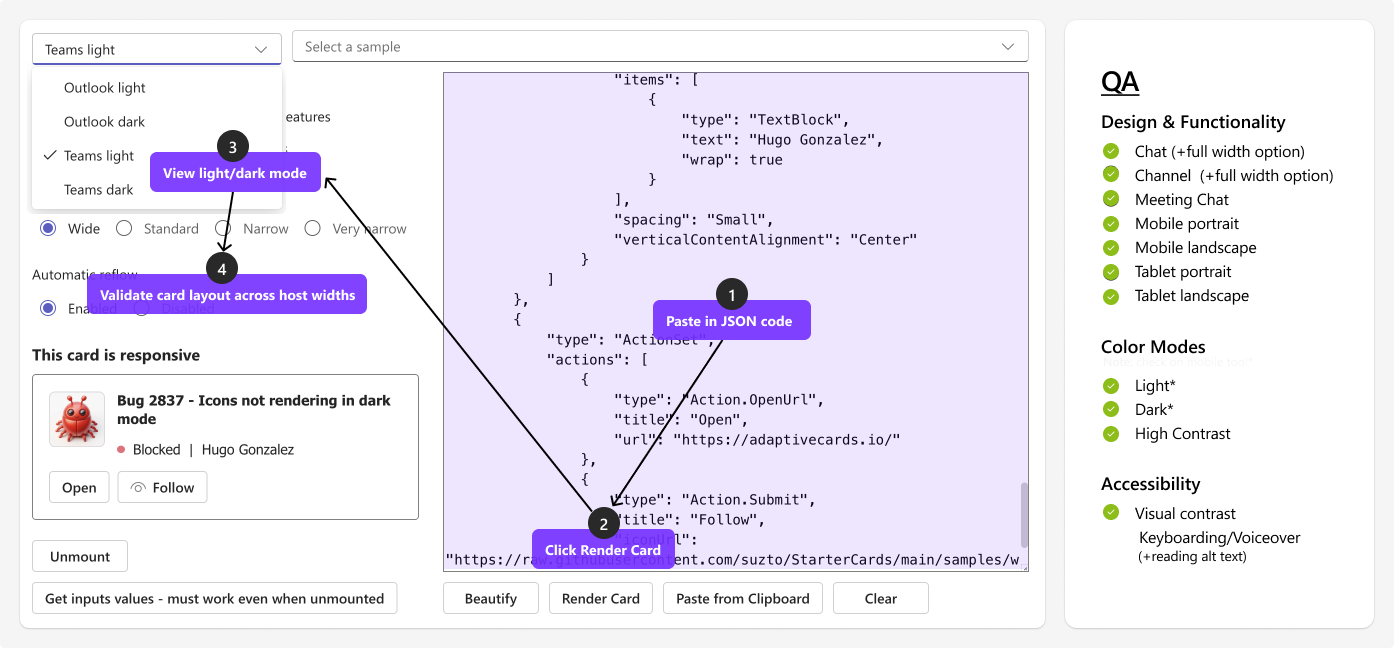 Teams light
Select a sample
Outlook light
Outlook dark
Teams light
Teams dark
eatures
3
View light/dark mode
Wide
Standard
Narrow
Very narrow
4
Automatic reflow
Validate card layout across host widths
Enabled
Disabled
This card is responsive
Bug 2837 - Icons not rendering in dark
mode
Blocked | Hugo Gonzalez
Open
Follow
Unmount
Get inputs values - must work even when unmounted
"items": [
{
"type": "TextBlock",
"text": "Hugo Gonzalez",
"wrap": true
}
],
"spacing": "Small",
"verticalContentAlignment": "Center"
}
]
},
{
"type": "ActionSet",
"actions": [
{
"type": "Action.OpenUrl",
"title": "Open",
"url": "https://adaptivecards.io/"
},
{
"type": "Action.Submit",
"title": "Follow",
"iconUrl":
"https://raw.githubusercontent.com/suzto/StarterCards/main/samples/w
1
Paste in JSON code
2
Click Render Card
Beautify
Render Card
Paste from Clipboard
Clear
QA
Design & Functionality
Chat (+full width option)
Channel (+full width option)
Meeting Chat
Mobile portrait
Mobile landscape
Tablet portrait
Tablet landscape
Color Modes
Light*
Dark*
High Contrast
Accessibility
Visual contrast
Keyboarding/Voiceover
(+reading alt text)